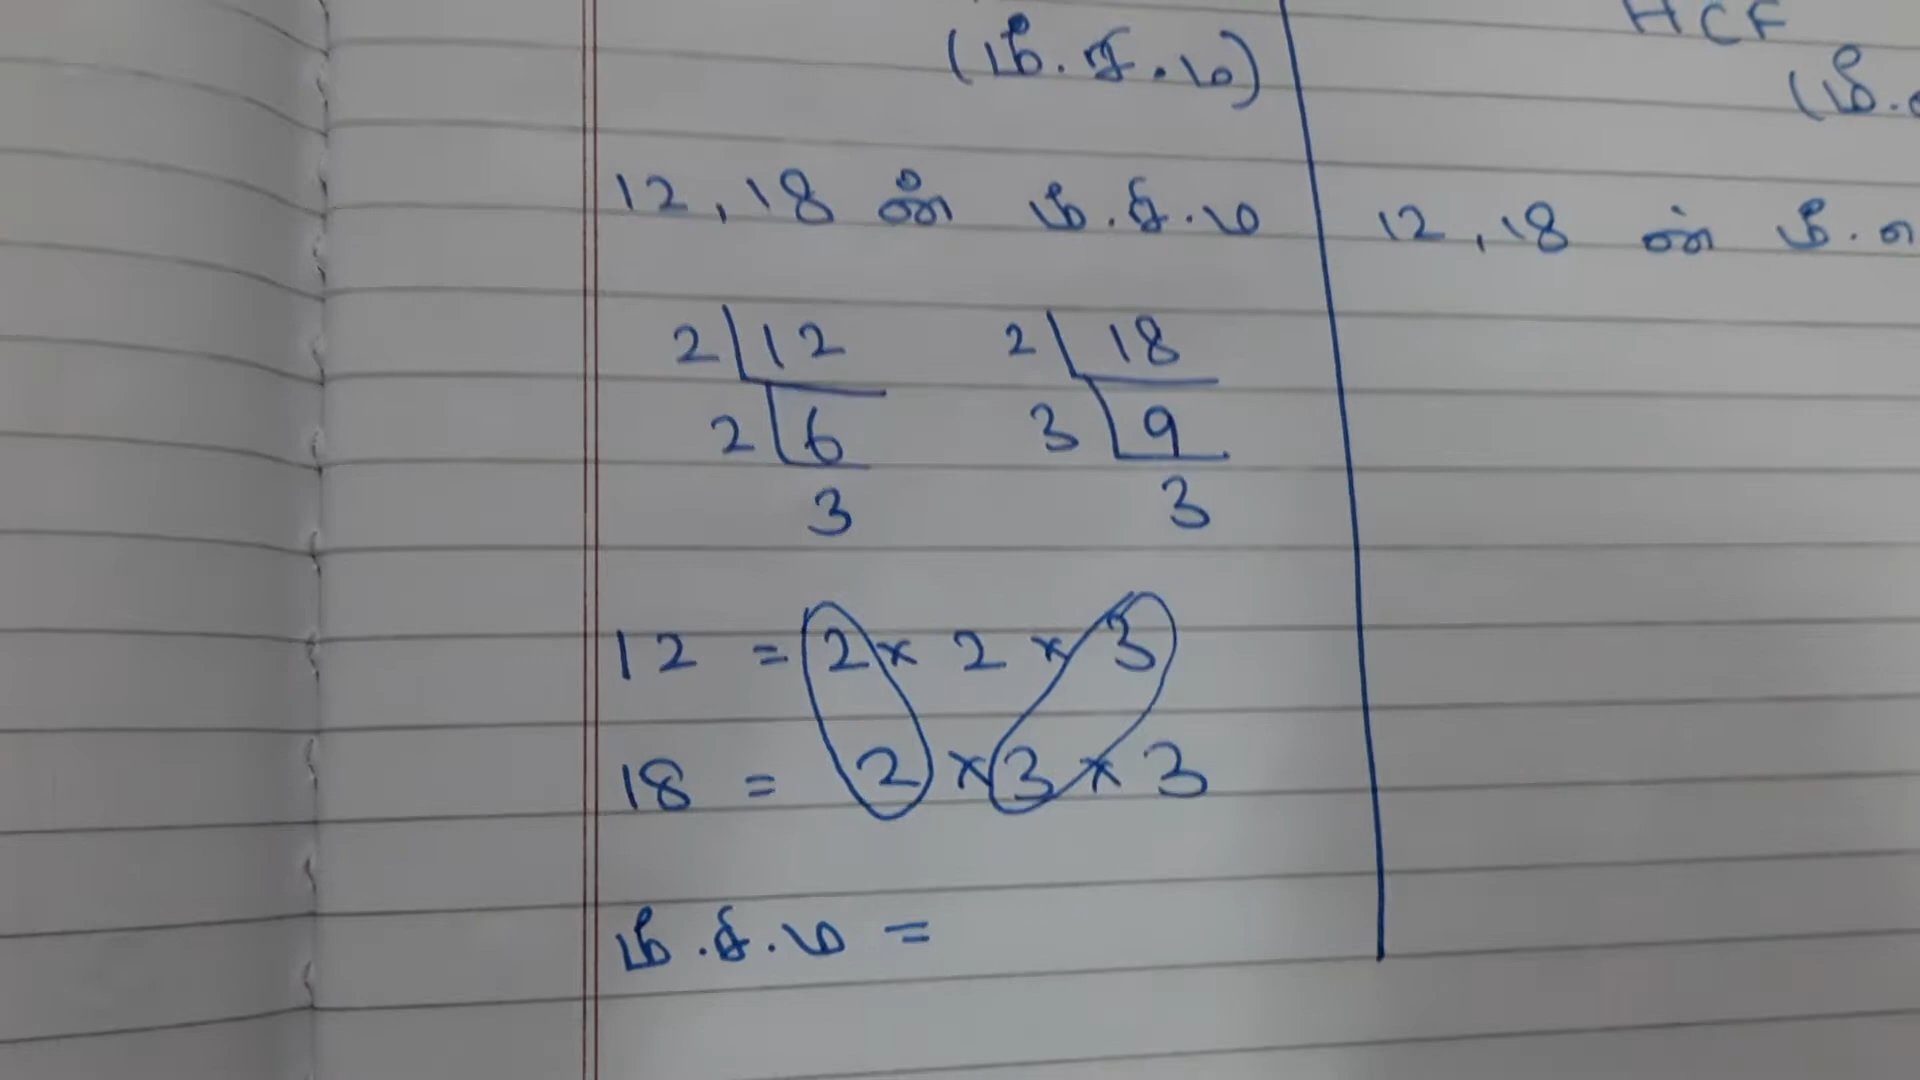 (மீ.சி.ம)
12, 18 ன் மீ.சி.ம
2 12
2 6
3
2 18
3 9
3
12 = 2 × 2 × 3
18 = 2 × 3 × 3
மீ.சி.ம =
HCF
(மீ.
12, 18 ன் மீ.